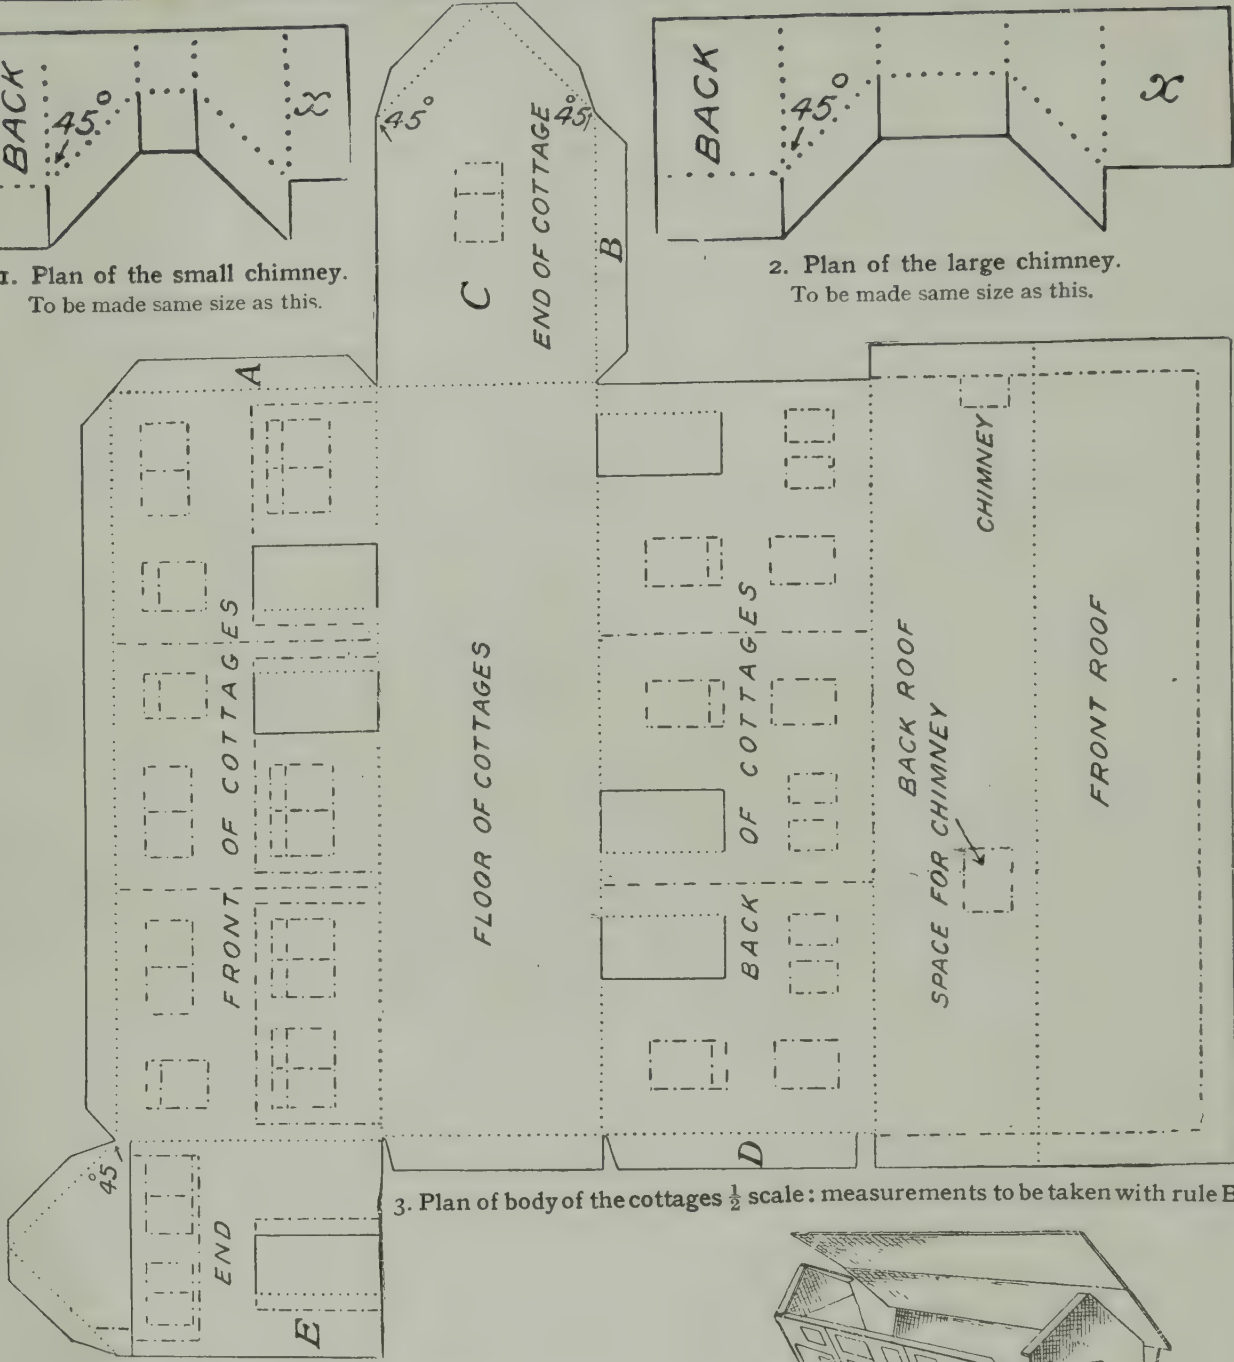 BACK
45°
x
1. Plan of the small chimney.
To be made same size as this.
45°
45°
C
END OF COTTAGE
B
BACK
45°
x
2. Plan of the large chimney.
To be made same size as this.
A
FRONT OF COTTAGES
FLOOR OF COTTAGES
BACK OF COTTAGES
CHIMNEY
BACK ROOF
SPACE FOR CHIMNEY
FRONT ROOF
45°
END
E
D
3. Plan of body of the cottages ½ scale: measurements to be taken with rule B